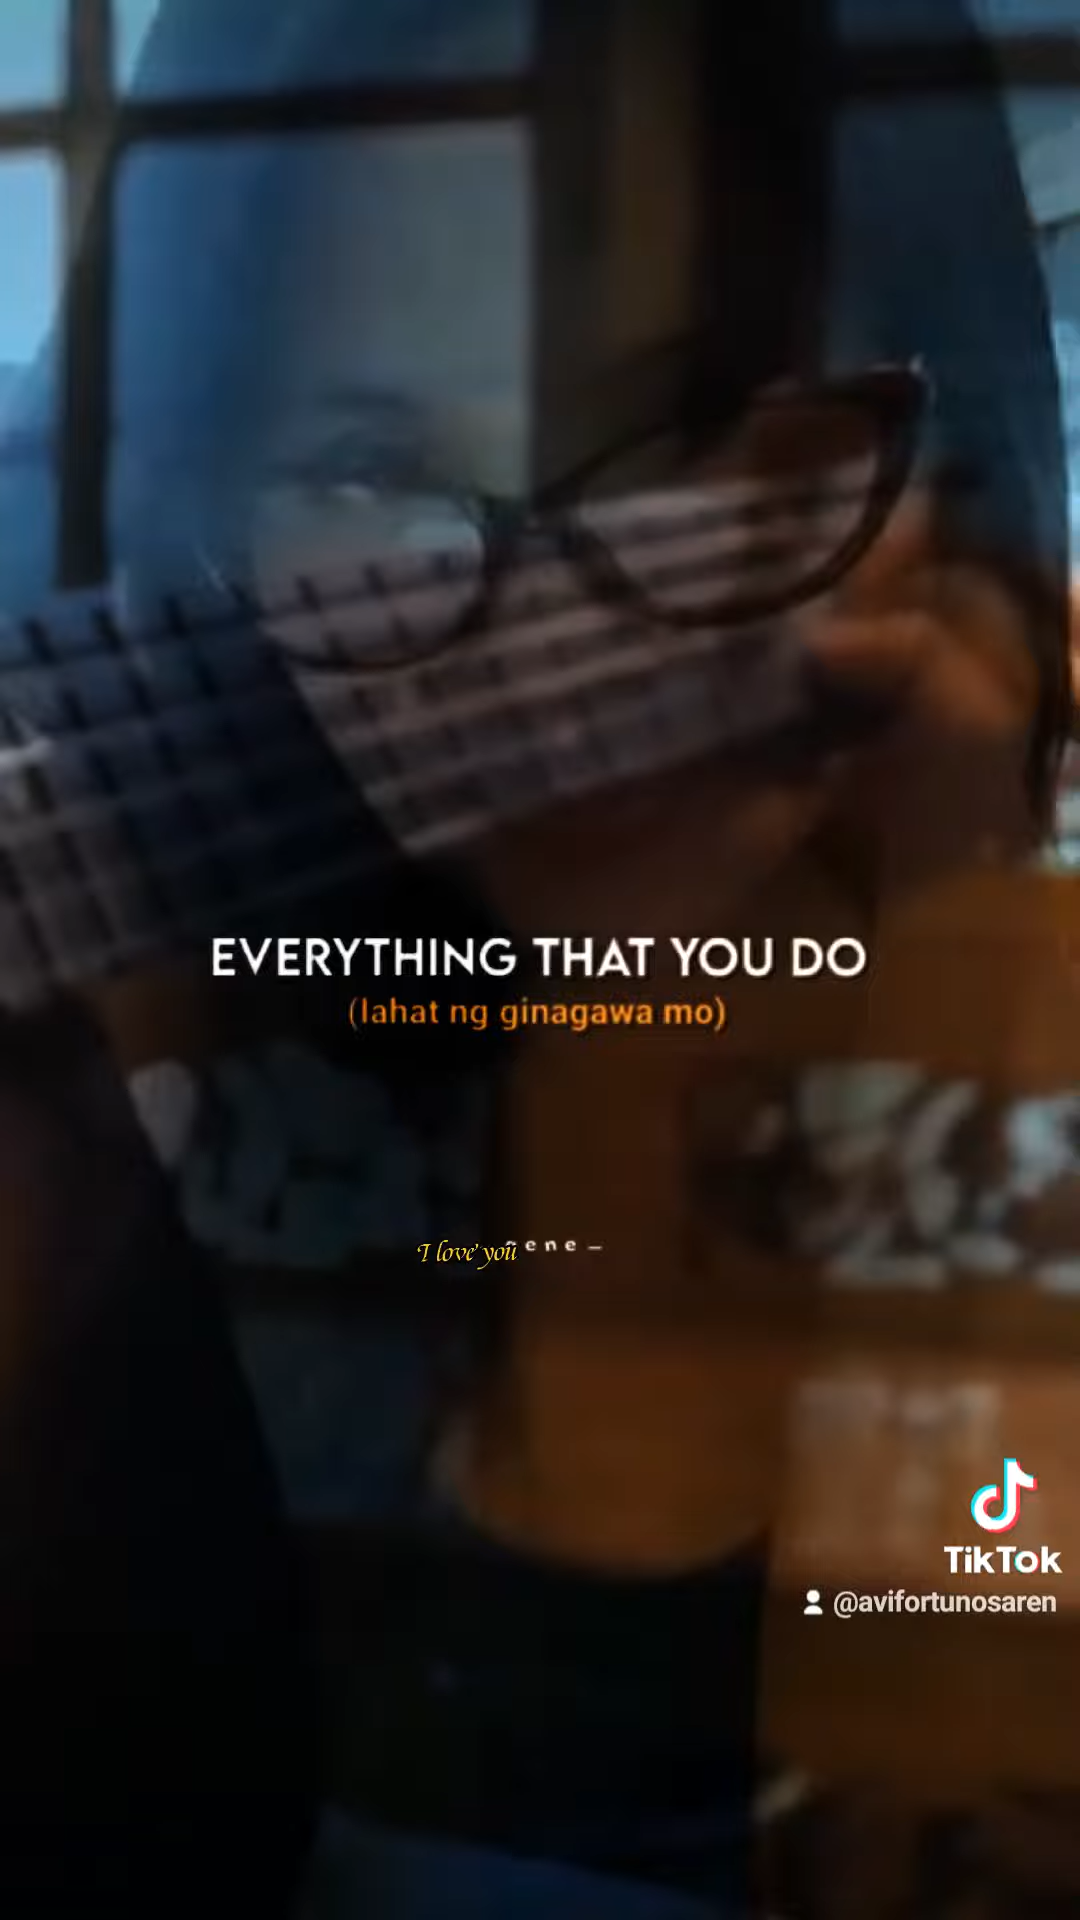 EVERYTHING THAT YOU DO
(lahat ng ginagawa mo)
I love you
ene –
TikTok
@avifortunosaren